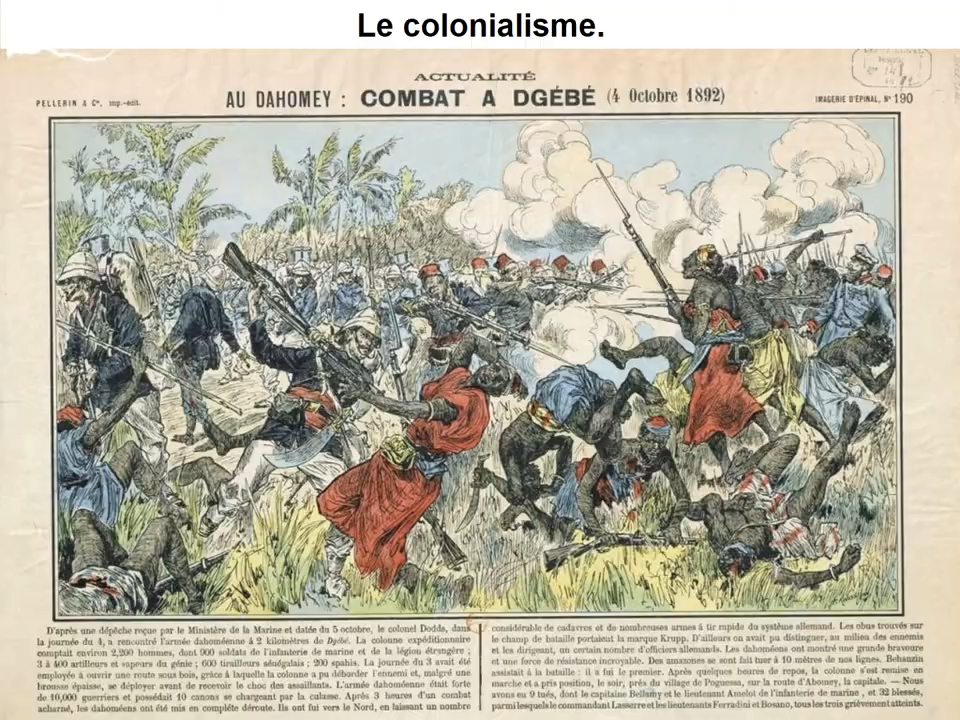 Le colonialisme.
ACTUALITÉ
PELLERIN & Cie, imp.-édit.
AU DAHOMEY : COMBAT A DGÉBÉ (4 Octobre 1892)
IMAGERIE D'ÉPINAL, No 190
D'après une dépêche reçue par le Ministère de la Marine et datée du 5 octobre, le colonel Dodds, dans
la journée du 4, a rencontré l'armée dahoméenne à 2 kilomètres de Dgébé. La colonne expéditionnaire
comptait environ 2,200 hommes, dont 900 soldats de l'infanterie de marine et de la légion étrangère ;
3 à 400 artilleurs et sapeurs du génie ; 600 tirailleurs sénégalais ; 200 spahis. La journée du 3 avait été
employée à ouvrir une route sous bois, grâce à laquelle la colonne a pu déborder l'ennemi et, malgré une
brousse épaisse, se déployer avant de recevoir le choc des assaillants. L'armée dahoméenne était forte
de 10,000 guerriers et possédait 10 canons se chargeant par la culasse. Après 3 heures d'un combat
acharné, les dahoméens ont été mis en complète déroute. Ils ont fui vers le Nord, en laissant un nombre
considérable de cadavres et de nombreuses armes à tir rapide du système allemand. Les obus trouvés sur
le champ de bataille portaient la marque Krupp. D'ailleurs on avait pu distinguer, au milieu des ennemis
et les dirigeant, un certain nombre d'officiers allemands. Les dahoméens ont montré une grande bravoure
et une force de résistance incroyable. Des amazones se sont fait tuer à 10 mètres de nos lignes. Behanzin
assistait à la bataille : il a fui le premier. Après quelques heures de repos, la colonne s'est remise en
marche et a pris position, le soir, près du village de Poguessa, sur la route d'Abomey, la capitale. — Nous
avons eu 9 tués, dont le capitaine Bellamy et le lieutenant Amelot de l'infanterie de marine, et 32 blessés,
parmi lesquels le commandant Lasserre et les lieutenants Ferradini et Bosano, tous les trois grièvement atteints.